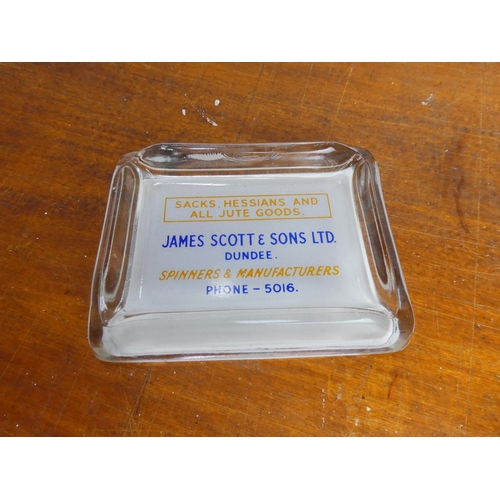 SACKS, HESSIANS AND
ALL JUTE GOODS.
JAMES SCOTT & SONS LTD.
DUNDEE.
SPINNERS & MANUFACTURERS
PHONE - 5016.